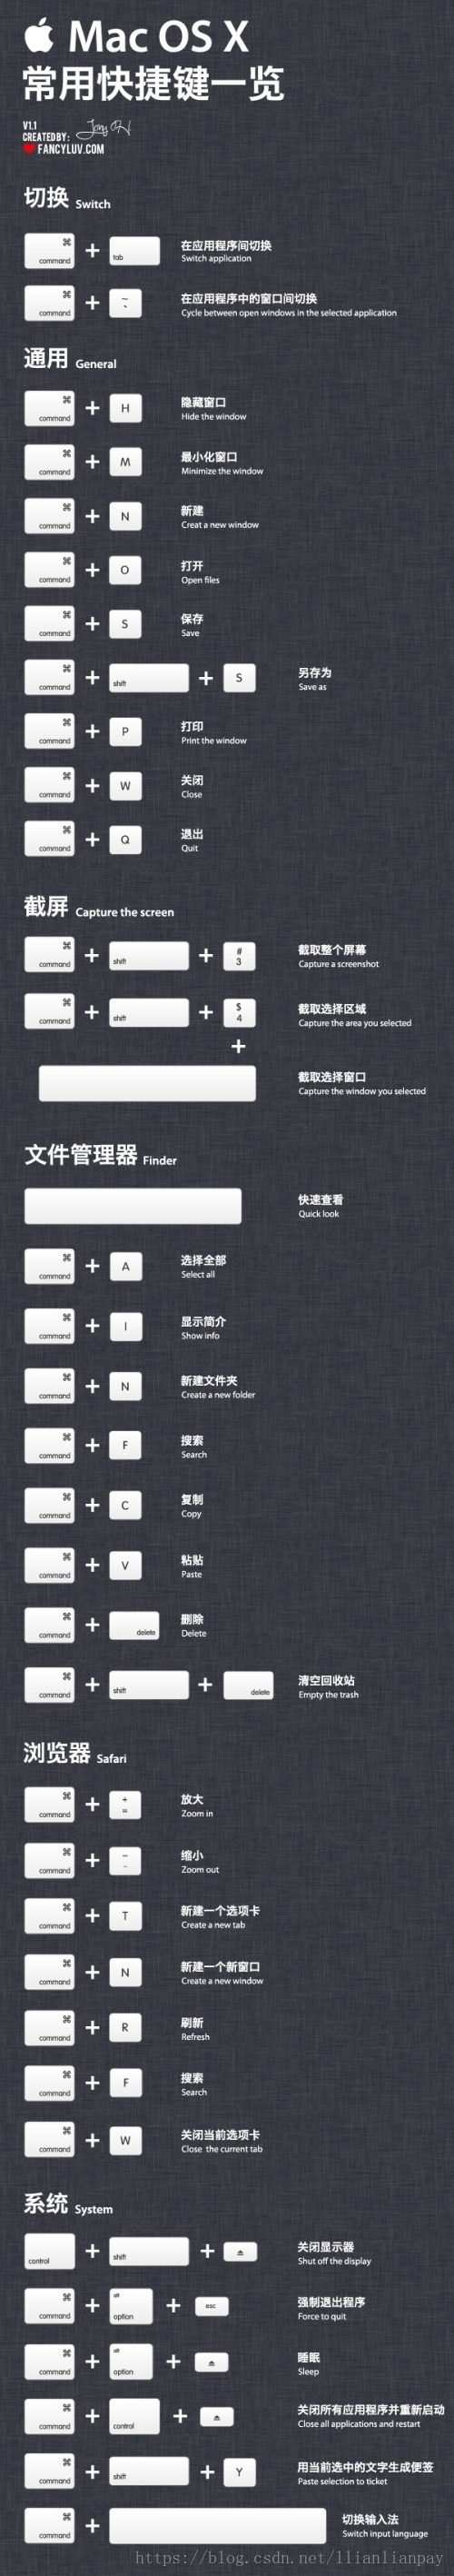 Mac OS X
常用快捷键一览
V1.1
CREATED BY:
FANCYLUV.COM
切换 Switch
⌘ command + tab 在应用程序间切换
Switch application
⌘ command + ~ ` 在应用程序中的窗口间切换
Cycle between open windows in the selected application
通用 General
⌘ command + H 隐藏窗口
Hide the window
⌘ command + M 最小化窗口
Minimize the window
⌘ command + N 新建
Creat a new window
⌘ command + O 打开
Open files
⌘ command + S 保存
Save
⌘ command + shift + S 另存为
Save as
⌘ command + P 打印
Print the window
⌘ command + W 关闭
Close
⌘ command + Q 退出
Quit
截屏 Capture the screen
⌘ command + shift + # 3 截取整个屏幕
Capture a screenshot
⌘ command + shift + $ 4 截取选择区域
Capture the area you selected
+
截取选择窗口
Capture the window you selected
文件管理器 Finder
快速查看
Quick look
⌘ command + A 选择全部
Select all
⌘ command + I 显示简介
Show info
⌘ command + N 新建文件夹
Create a new folder
⌘ command + F 搜索
Search
⌘ command + C 复制
Copy
⌘ command + V 粘贴
Paste
⌘ command + delete 删除
Delete
⌘ command + shift + delete 清空回收站
Empty the trash
浏览器 Safari
⌘ command + + = 放大
Zoom in
⌘ command + — - 缩小
Zoom out
⌘ command + T 新建一个选项卡
Create a new tab
⌘ command + N 新建一个新窗口
Create a new window
⌘ command + R 刷新
Refresh
⌘ command + F 搜索
Search
⌘ command + W 关闭当前选项卡
Close the current tab
系统 System
control + shift + ⏏ 关闭显示器
Shut off the display
⌘ command + alt option + esc 强制退出程序
Force to quit
⌘ command + alt option + ⏏ 睡眠
Sleep
⌘ command + control + ⏏ 关闭所有应用程序并重新启动
Close all applications and restart
⌘ command + shift + Y 用当前选中的文字生成便签
Paste selection to ticket
⌘ command + 切换输入法
Switch input language
https://blog.csdn.net/llianlianpay